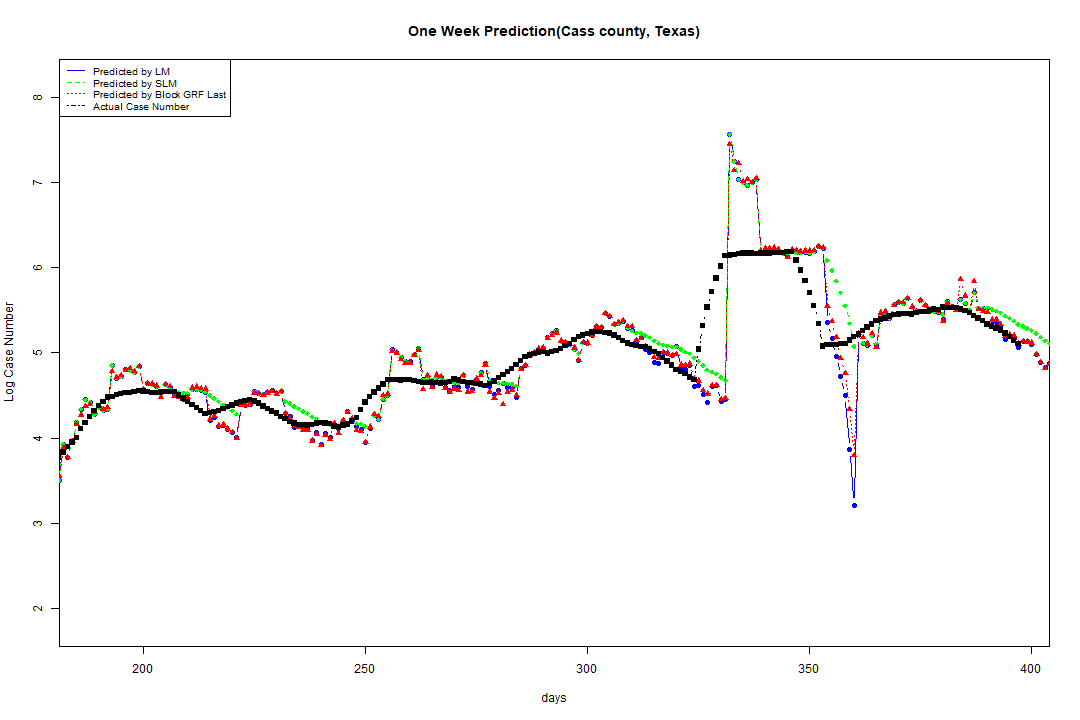 One Week Prediction(Cass county, Texas)
Predicted by LM
Predicted by SLM
Predicted by Block GRF Last
Actual Case Number
8
7
6
5
4
3
2
Log Case Number
200 250 300 350 400
days